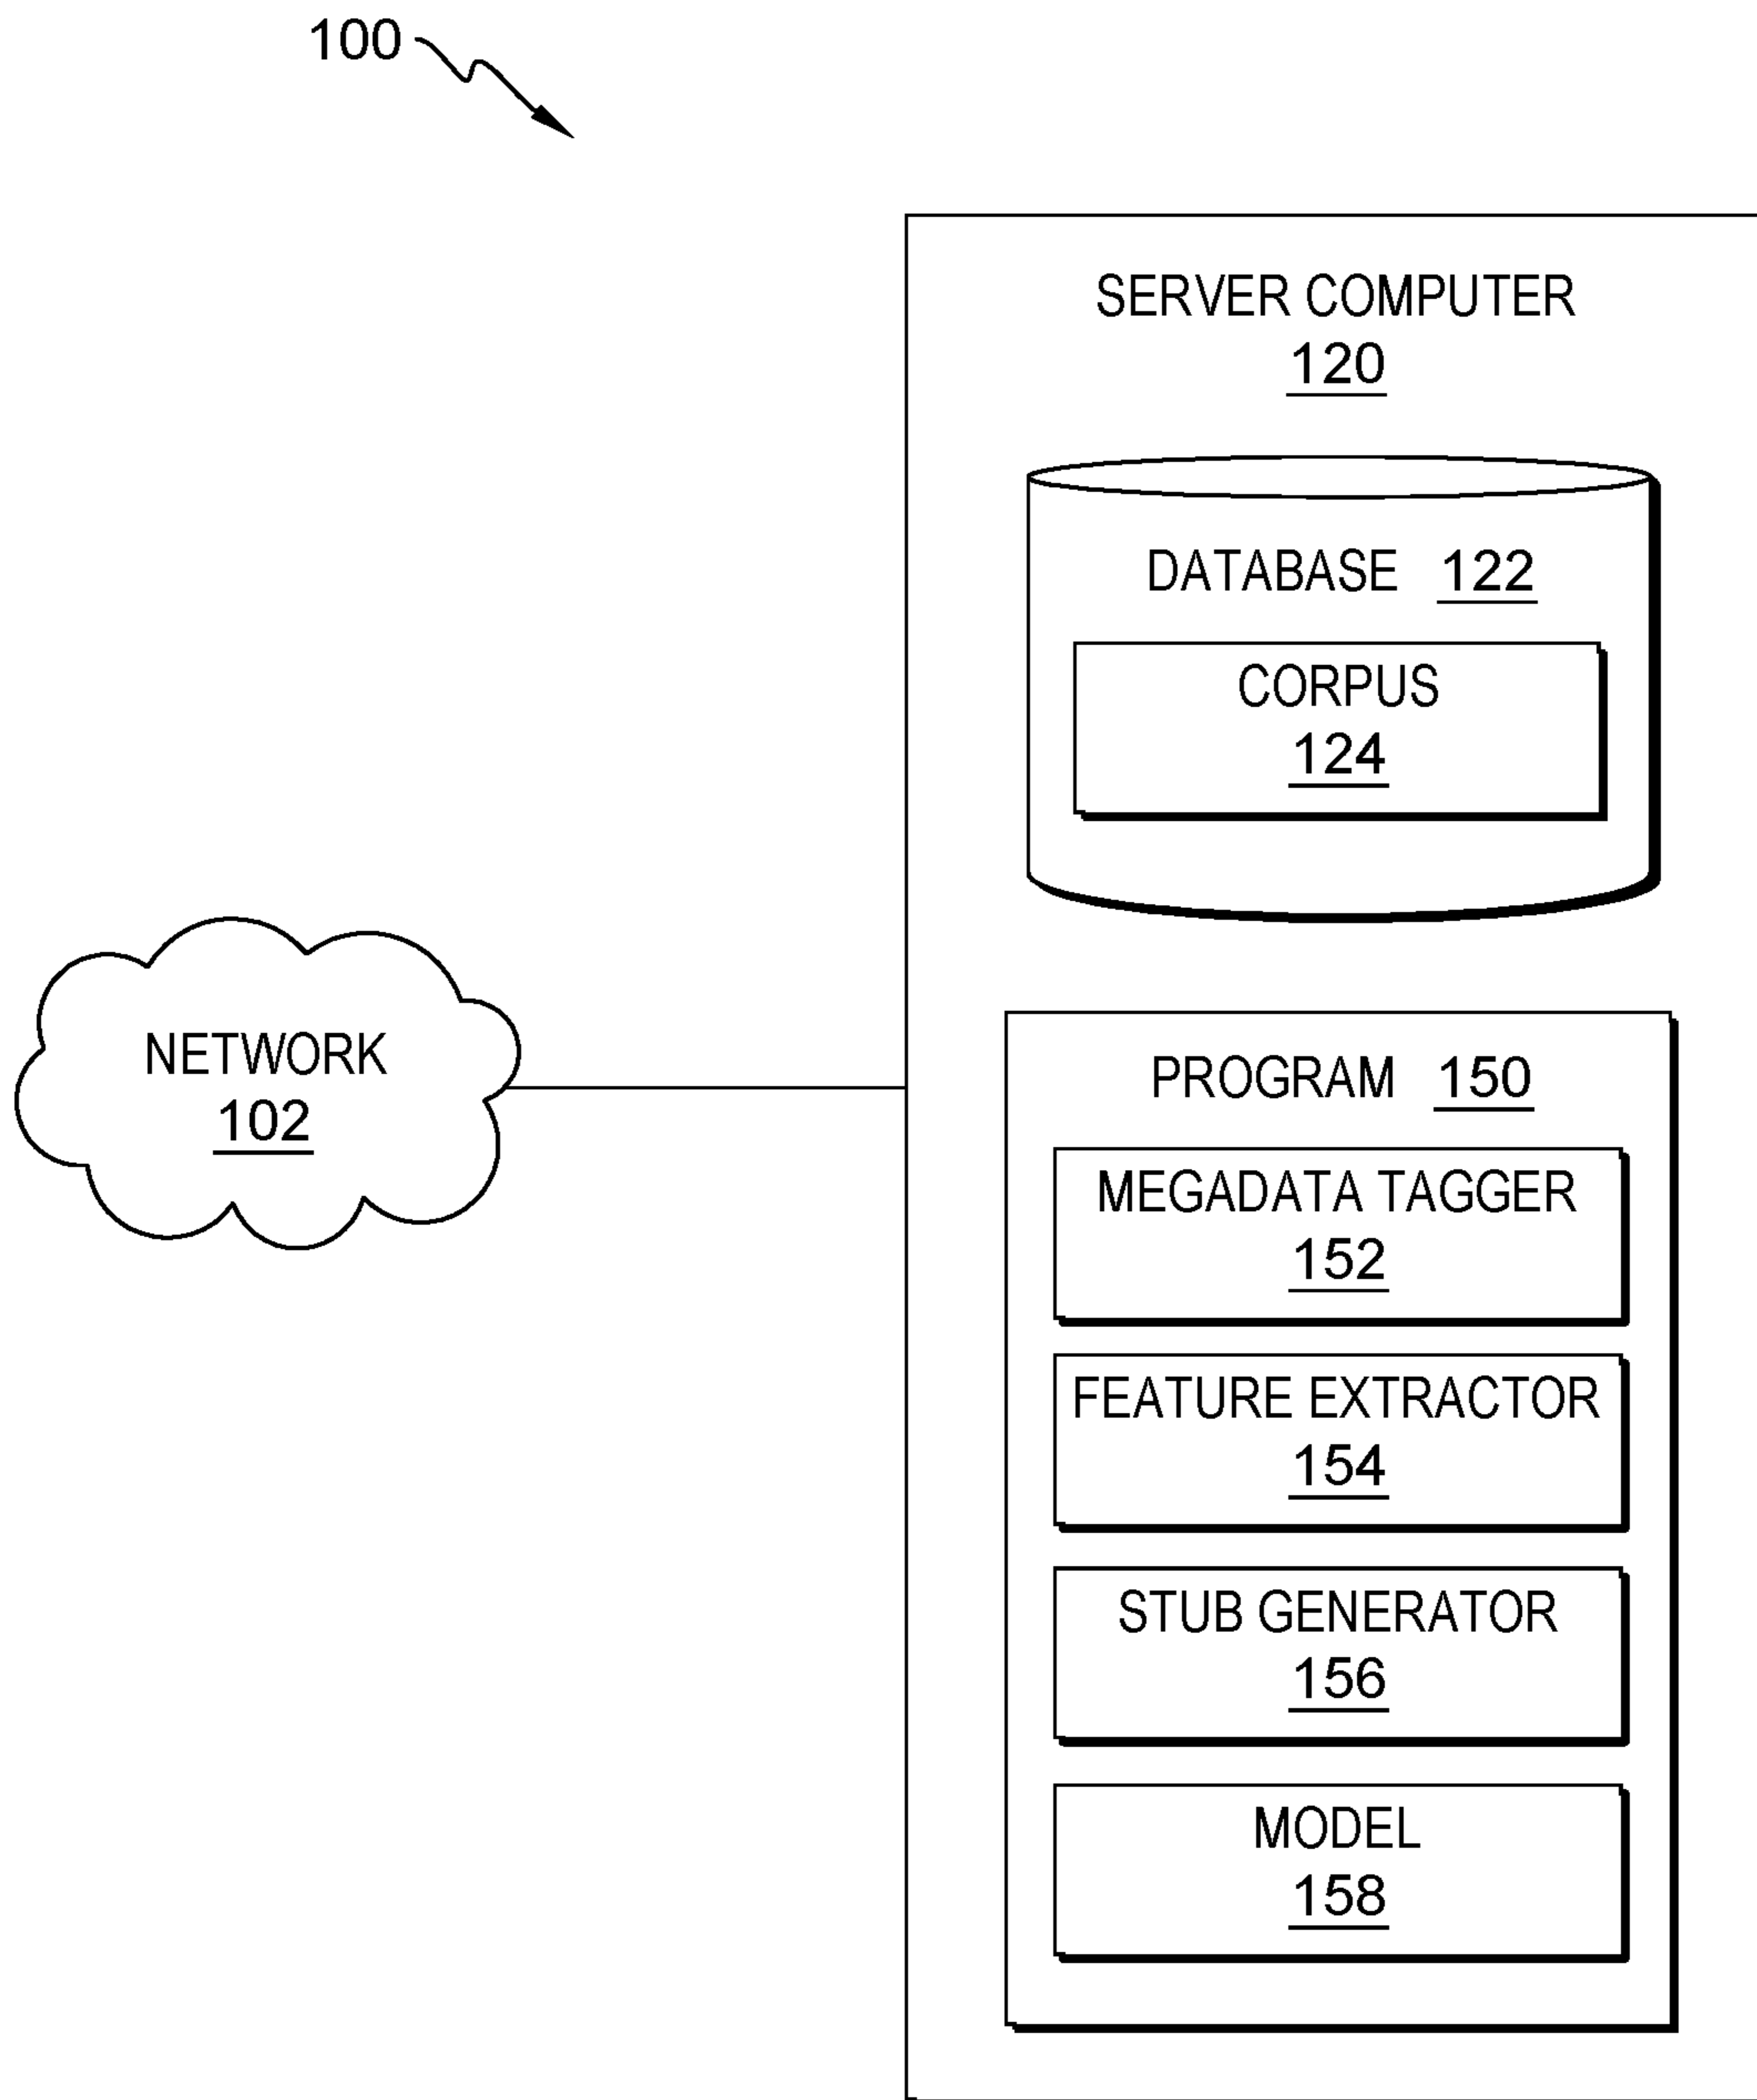 100
SERVER COMPUTER
120
DATABASE 122
CORPUS
124
NETWORK
102
PROGRAM 150
MEGADATA TAGGER
152
FEATURE EXTRACTOR
154
STUB GENERATOR
156
MODEL
158